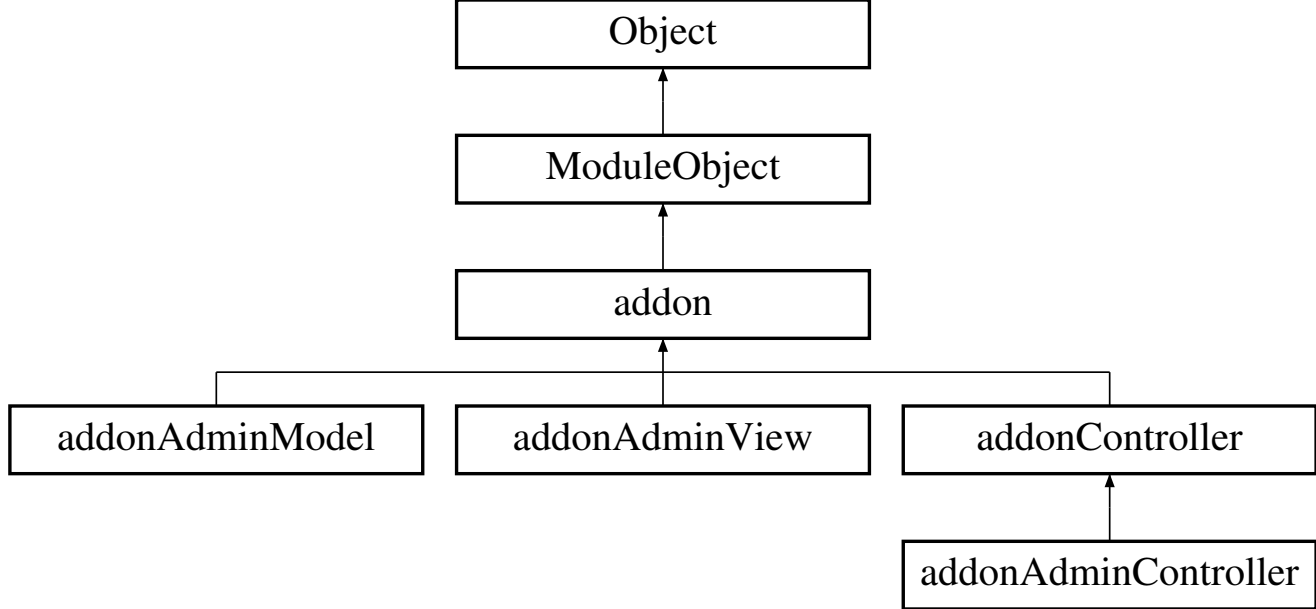 Object
ModuleObject
addon
addonAdminModel
addonAdminView
addonController
addonAdminController